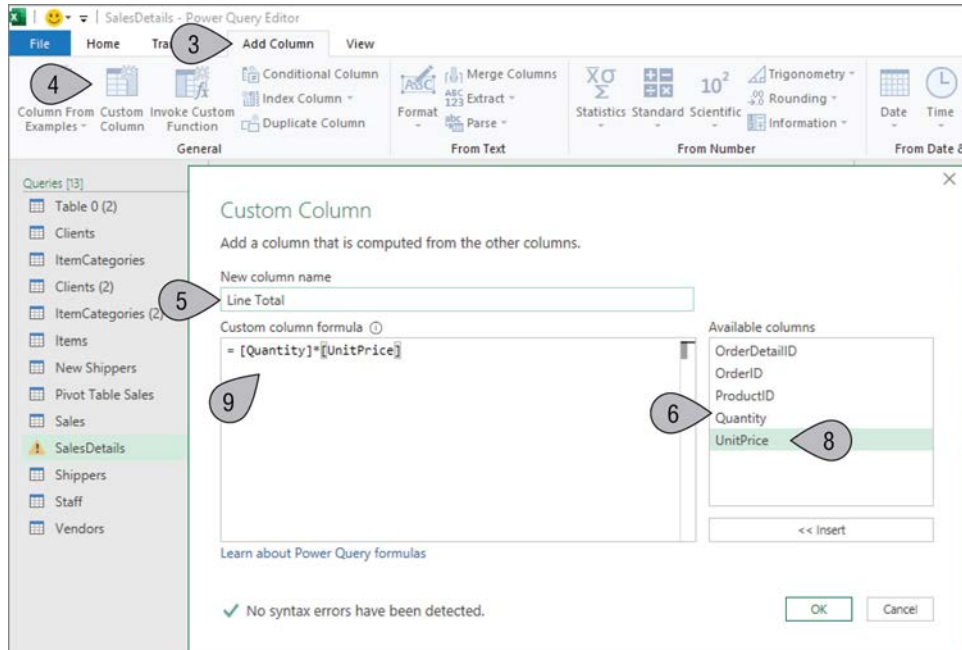 SalesDetails - Power Query Editor
File Home Tra 3 Add Column View
4
Column From Examples
Custom Column
Invoke Custom Function
Conditional Column
Index Column
Duplicate Column
General
Format
Merge Columns
Extract
Parse
From Text
Statistics
Standard
10² Scientific
Trigonometry
Rounding
Information
From Number
Date
Time
From Date &
Queries [13]
Table 0 (2)
Clients
ItemCategories
Clients (2)
ItemCategories (2)
Items
New Shippers
Pivot Table Sales
Sales
SalesDetails
Shippers
Staff
Vendors
Custom Column
Add a column that is computed from the other columns.
New column name
5 Line Total
Custom column formula
= [Quantity]*[UnitPrice]
9
Available columns
OrderDetailID
OrderID
ProductID
6 Quantity
UnitPrice 8
<< Insert
Learn about Power Query formulas
No syntax errors have been detected.
OK Cancel